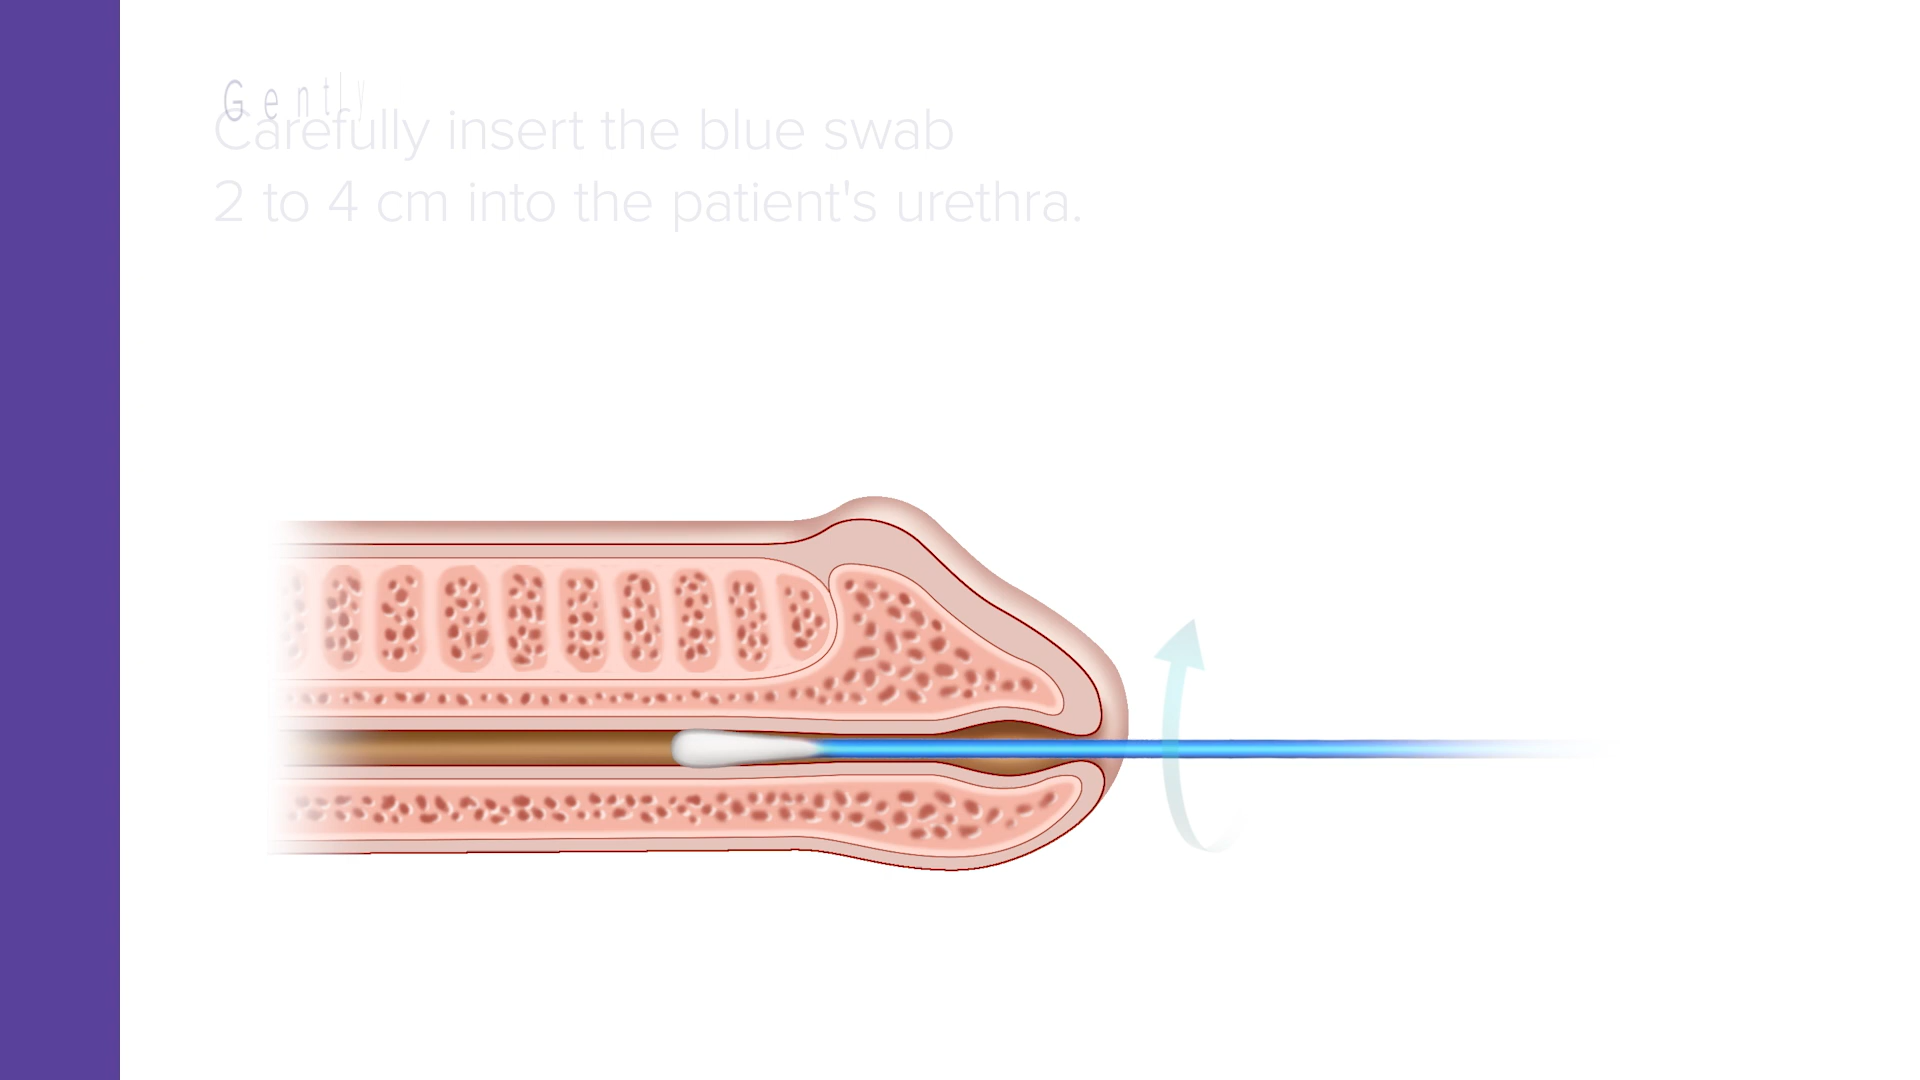 Gently
Carefully insert the blue swab
2 to 4 cm into the patient's urethra.